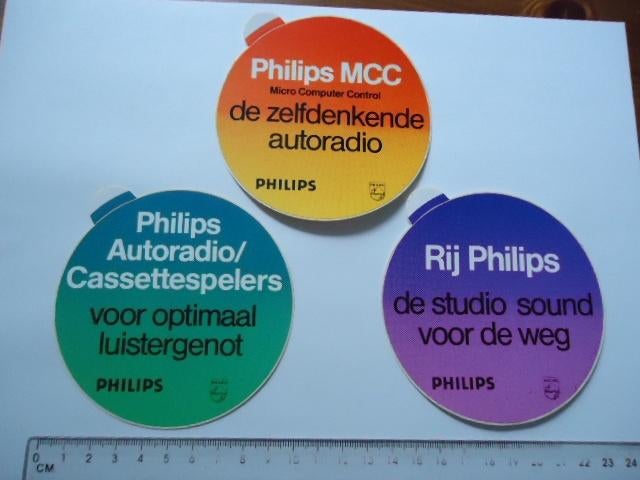 Philips MCC
Micro Computer Control
de zelfdenkende
autoradio
PHILIPS
Philips
Autoradio/
Cassettespelers
voor optimaal
luistergenot
PHILIPS
Rij Philips
de studio sound
voor de weg
PHILIPS
0 1 2 3 4 5 6 7 8 9 10 11 12 13 14 15 16 17 18 19 20 21 22 23 24
CM